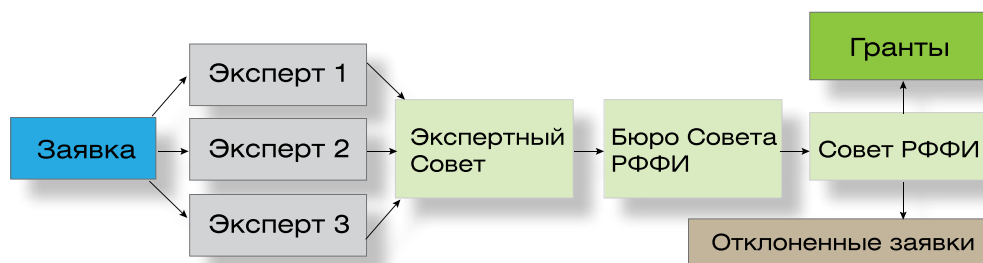 Заявка
Эксперт 1
Эксперт 2
Эксперт 3
Экспертный
Совет
Бюро Совета
РФФИ
Гранты
Совет РФФИ
Отклоненные заявки